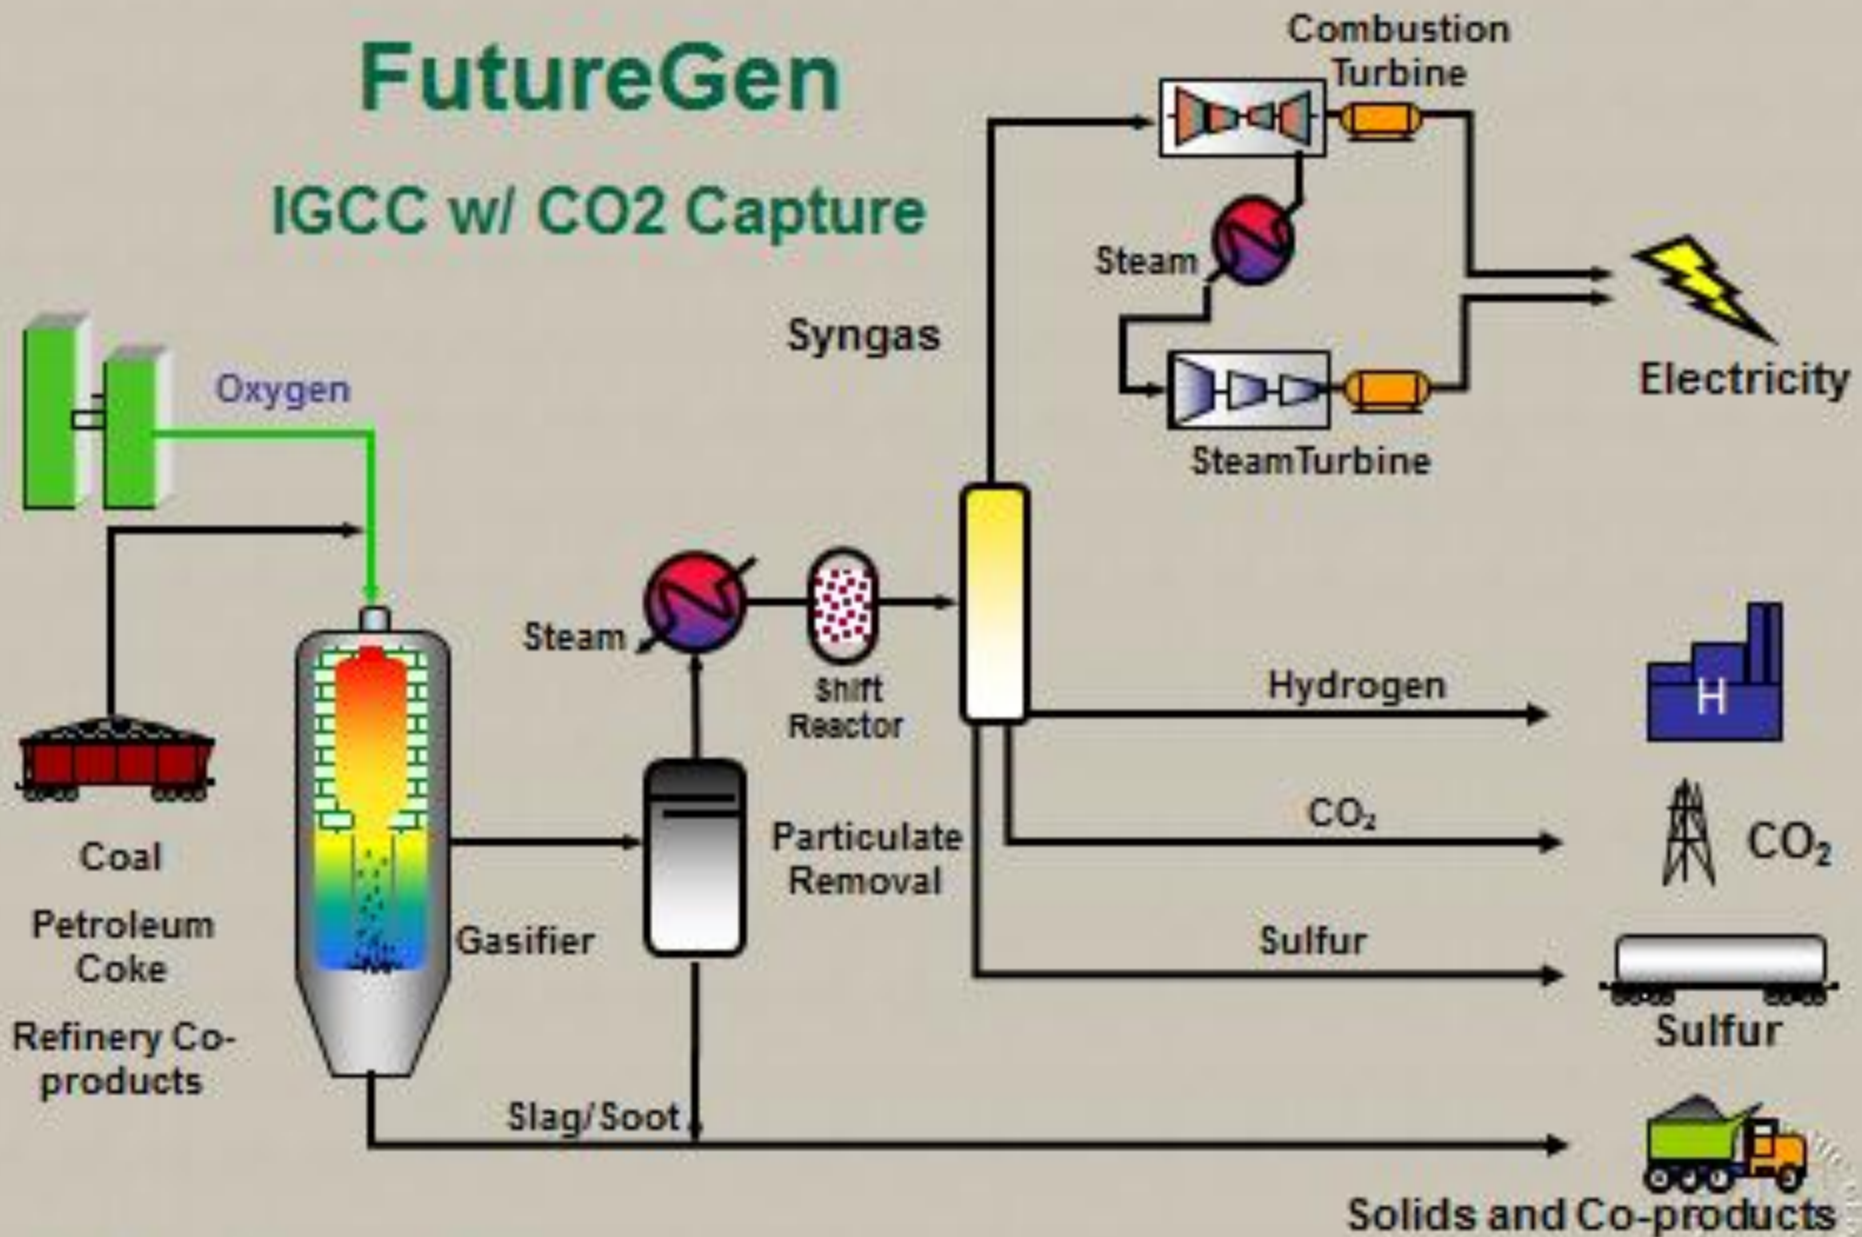 FutureGen
IGCC w/ CO2 Capture
Combustion
Turbine
Steam
Syngas
Oxygen
Electricity
SteamTurbine
Steam
Shift
Reactor
Hydrogen
H
Coal
Particulate
Removal
CO₂
CO₂
Petroleum
Coke
Gasifier
Sulfur
Sulfur
Refinery Co-
products
Slag/Soot
Solids and Co-products